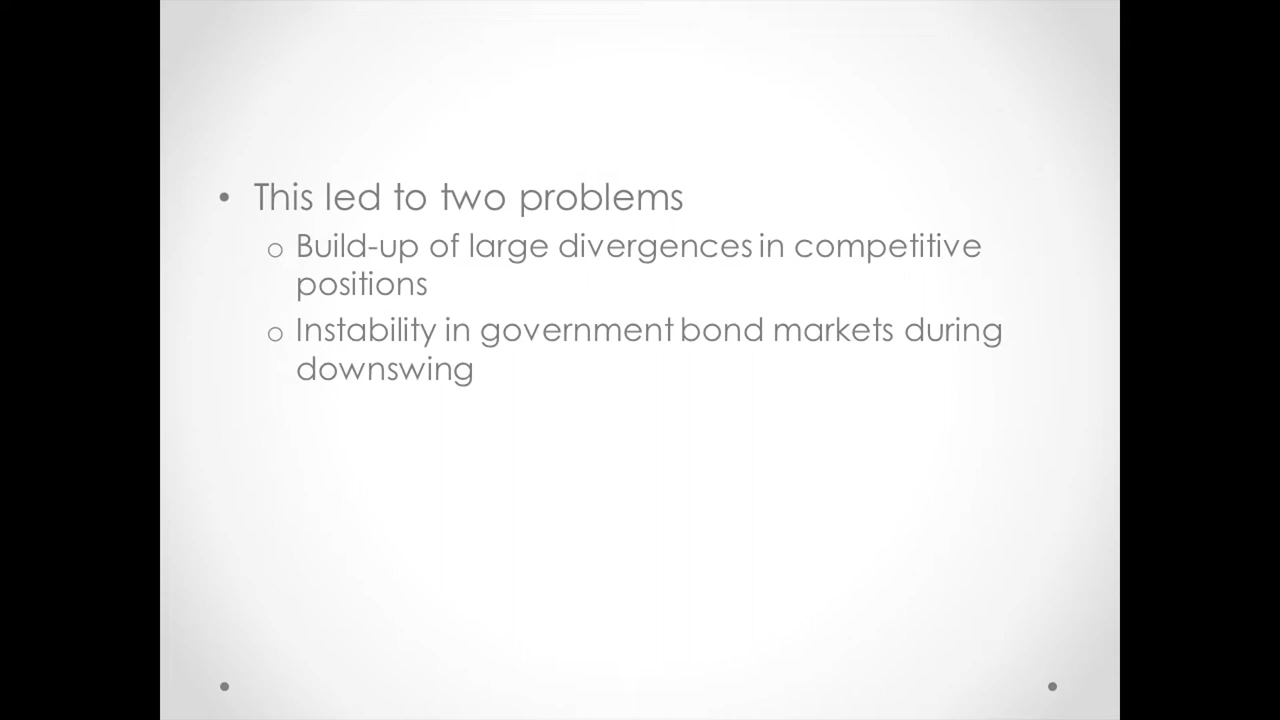 • This led to two problems
o Build-up of large divergences in competitive
positions
o Instability in government bond markets during
downswing